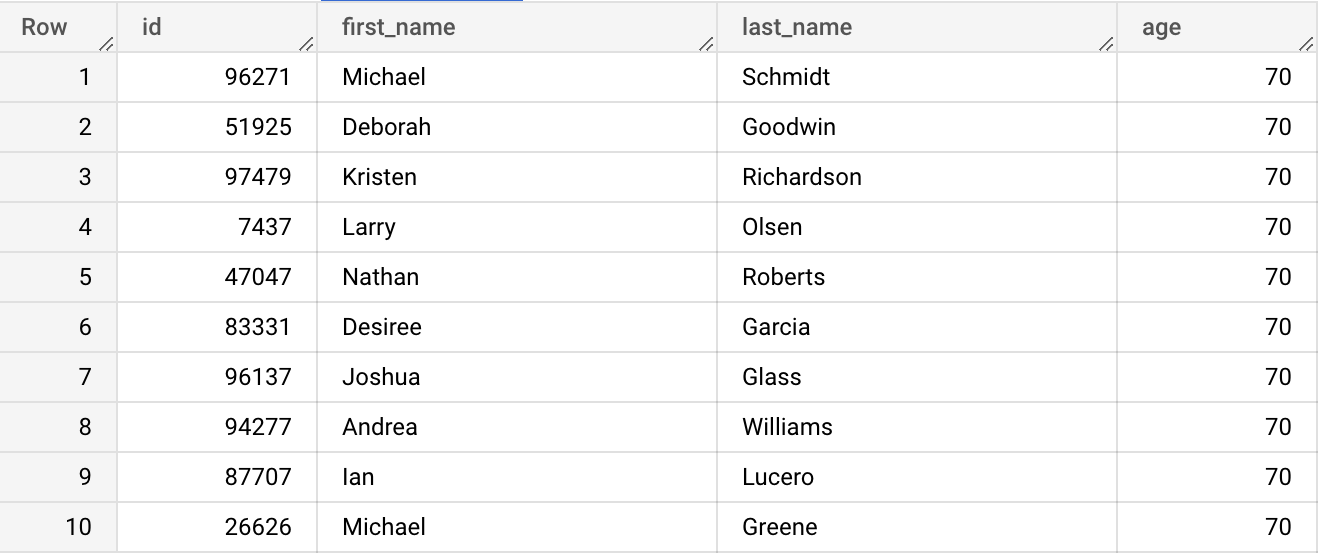 Row id first_name last_name age
1 96271 Michael Schmidt 70
2 51925 Deborah Goodwin 70
3 97479 Kristen Richardson 70
4 7437 Larry Olsen 70
5 47047 Nathan Roberts 70
6 83331 Desiree Garcia 70
7 96137 Joshua Glass 70
8 94277 Andrea Williams 70
9 87707 Ian Lucero 70
10 26626 Michael Greene 70